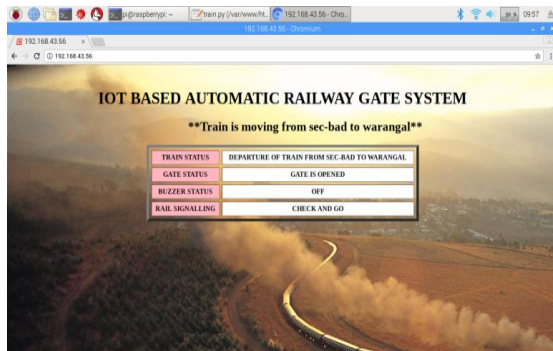 pi@raspberrypi: ~
train.py (/var/www/ht...
192.168.43.56 - Chro...
09:57
192.168.43.56 - Chromium
192.168.43.56
192.168.43.56
IOT BASED AUTOMATIC RAILWAY GATE SYSTEM
**Train is moving from sec-bad to warangal**
TRAIN STATUS DEPARTURE OF TRAIN FROM SEC-BAD TO WARANGAL
GATE STATUS GATE IS OPENED
BUZZER STATUS OFF
RAIL SIGNALLING CHECK AND GO